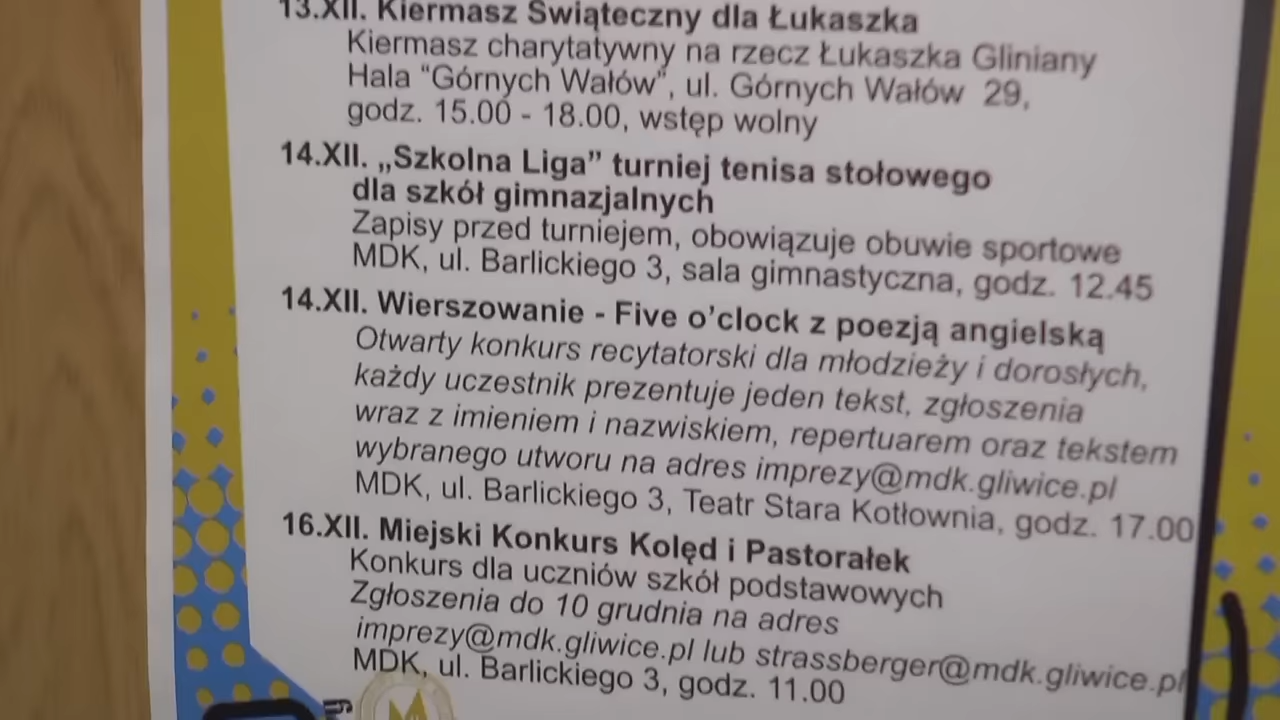 13.XII. Kiermasz Świąteczny dla Łukaszka
Kiermasz charytatywny na rzecz Łukaszka Gliniany
Hala “Górnych Wałów”, ul. Górnych Wałów 29,
godz. 15.00 - 18.00, wstęp wolny
14.XII. „Szkolna Liga” turniej tenisa stołowego
dla szkół gimnazjalnych
Zapisy przed turniejem, obowiązuje obuwie sportowe
MDK, ul. Barlickiego 3, sala gimnastyczna, godz. 12.45
14.XII. Wierszowanie - Five o’clock z poezją angielską
Otwarty konkurs recytatorski dla młodzieży i dorosłych,
każdy uczestnik prezentuje jeden tekst, zgłoszenia
wraz z imieniem i nazwiskiem, repertuarem oraz tekstem
wybranego utworu na adres imprezy@mdk.gliwice.pl
MDK, ul. Barlickiego 3, Teatr Stara Kotłownia, godz. 17.00
16.XII. Miejski Konkurs Kolęd i Pastorałek
Konkurs dla uczniów szkół podstawowych
Zgłoszenia do 10 grudnia na adres
imprezy@mdk.gliwice.pl lub strassberger@mdk.gliwice.pl
MDK, ul. Barlickiego 3, godz. 11.00